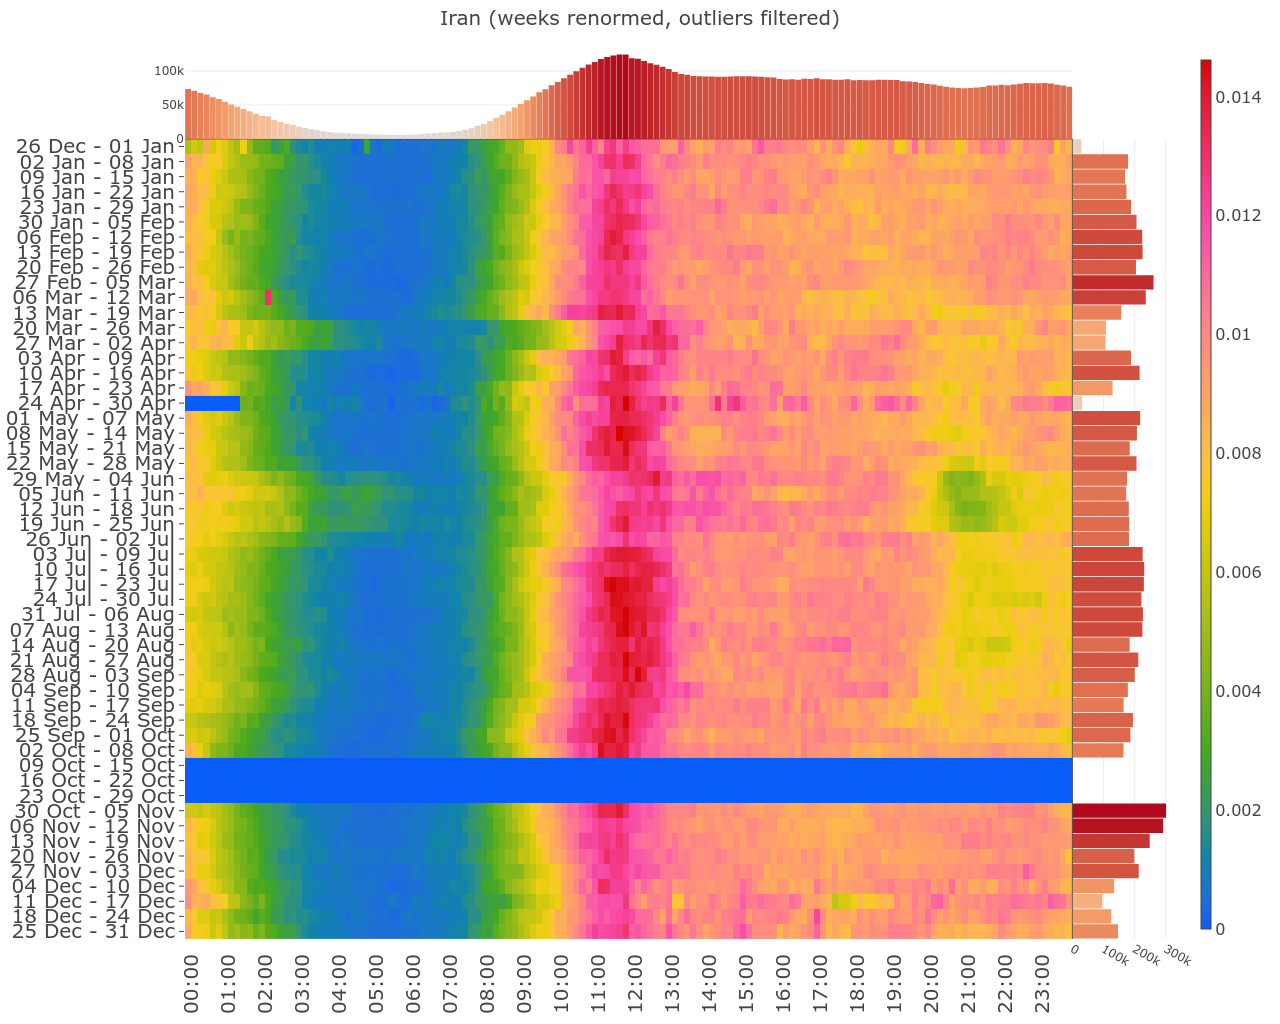 Iran (weeks renormed, outliers filtered)
100k
50k
0
26 Dec - 01 Jan
02 Jan - 08 Jan
09 Jan - 15 Jan
16 Jan - 22 Jan
23 Jan - 29 Jan
30 Jan - 05 Feb
06 Feb - 12 Feb
13 Feb - 19 Feb
20 Feb - 26 Feb
27 Feb - 05 Mar
06 Mar - 12 Mar
13 Mar - 19 Mar
20 Mar - 26 Mar
27 Mar - 02 Apr
03 Apr - 09 Apr
10 Apr - 16 Apr
17 Apr - 23 Apr
24 Apr - 30 Apr
01 May - 07 May
08 May - 14 May
15 May - 21 May
22 May - 28 May
29 May - 04 Jun
05 Jun - 11 Jun
12 Jun - 18 Jun
19 Jun - 25 Jun
26 Jun - 02 Jul
03 Jul - 09 Jul
10 Jul - 16 Jul
17 Jul - 23 Jul
24 Jul - 30 Jul
31 Jul - 06 Aug
07 Aug - 13 Aug
14 Aug - 20 Aug
21 Aug - 27 Aug
28 Aug - 03 Sep
04 Sep - 10 Sep
11 Sep - 17 Sep
18 Sep - 24 Sep
25 Sep - 01 Oct
02 Oct - 08 Oct
09 Oct - 15 Oct
16 Oct - 22 Oct
23 Oct - 29 Oct
30 Oct - 05 Nov
06 Nov - 12 Nov
13 Nov - 19 Nov
20 Nov - 26 Nov
27 Nov - 03 Dec
04 Dec - 10 Dec
11 Dec - 17 Dec
18 Dec - 24 Dec
25 Dec - 31 Dec
00:00
01:00
02:00
03:00
04:00
05:00
06:00
07:00
08:00
09:00
10:00
11:00
12:00
13:00
14:00
15:00
16:00
17:00
18:00
19:00
20:00
21:00
22:00
23:00
0
100k
200k
300k
0.014
0.012
0.01
0.008
0.006
0.004
0.002
0